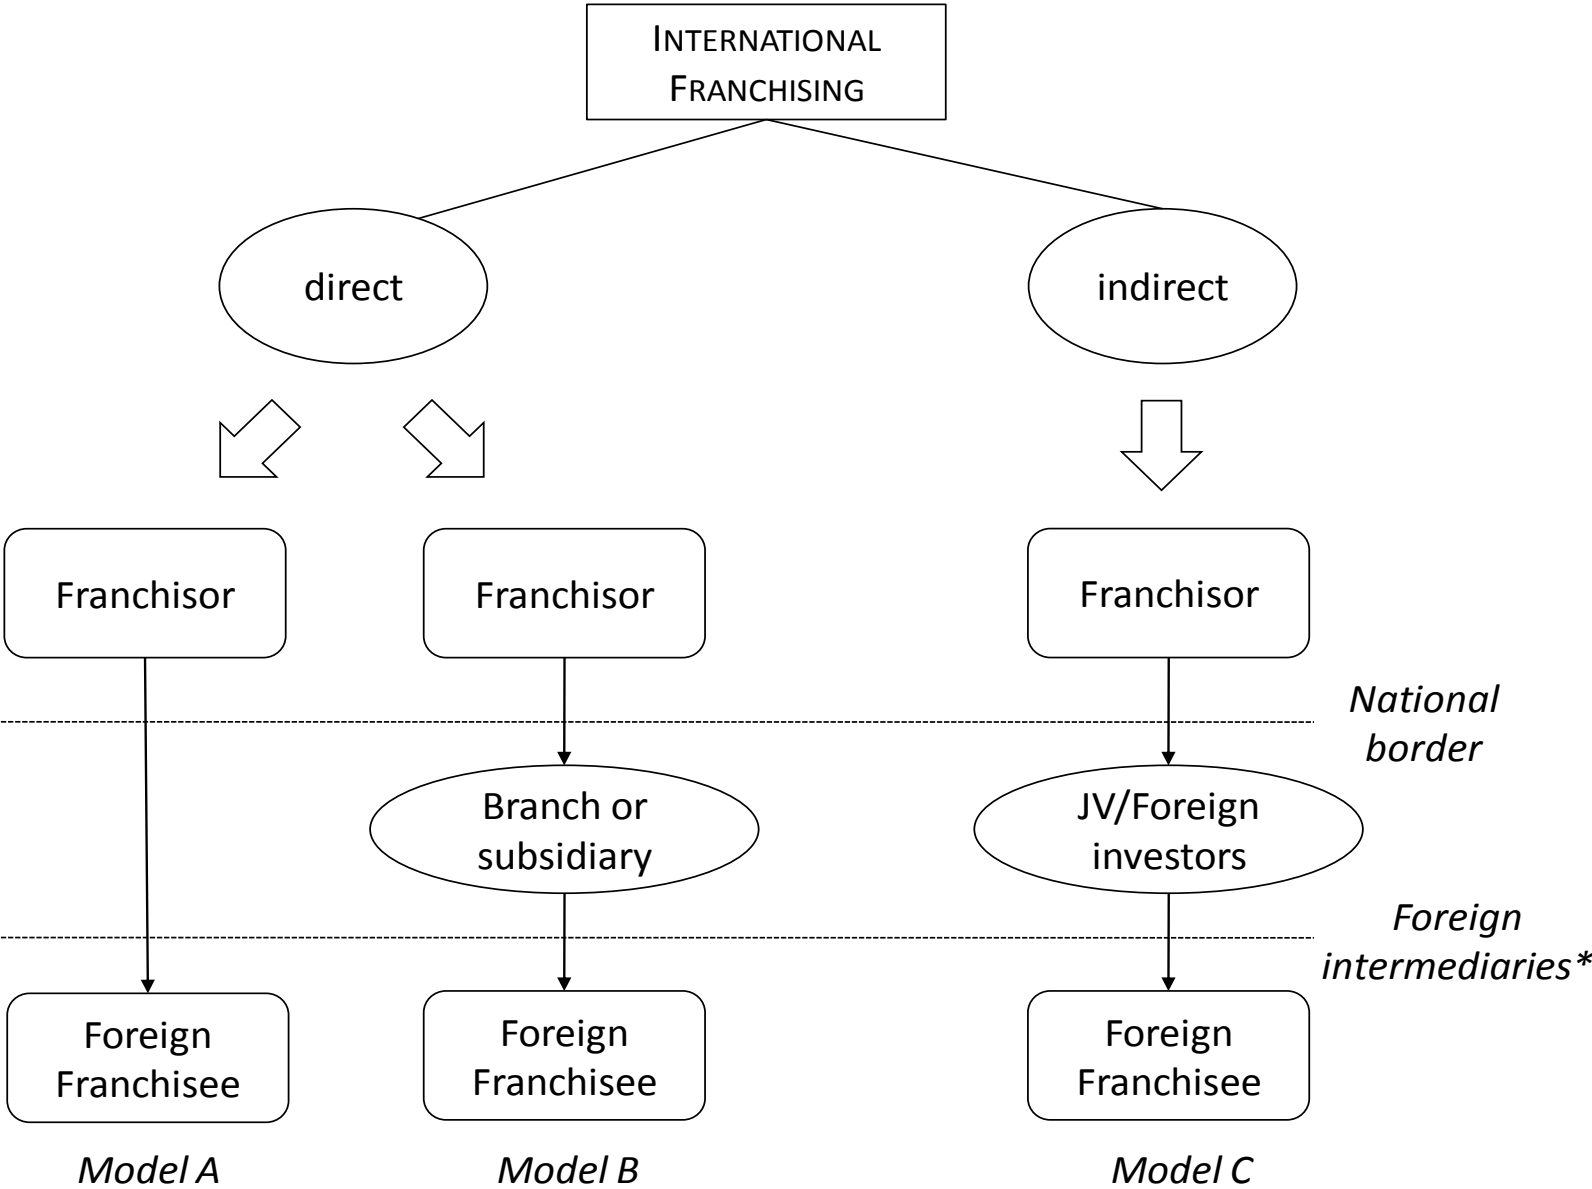 INTERNATIONAL
FRANCHISING
direct
indirect
Franchisor
Franchisor
Franchisor
National
border
Branch or
subsidiary
JV/Foreign
investors
Foreign
intermediaries*
Foreign
Franchisee
Foreign
Franchisee
Foreign
Franchisee
Model A
Model B
Model C